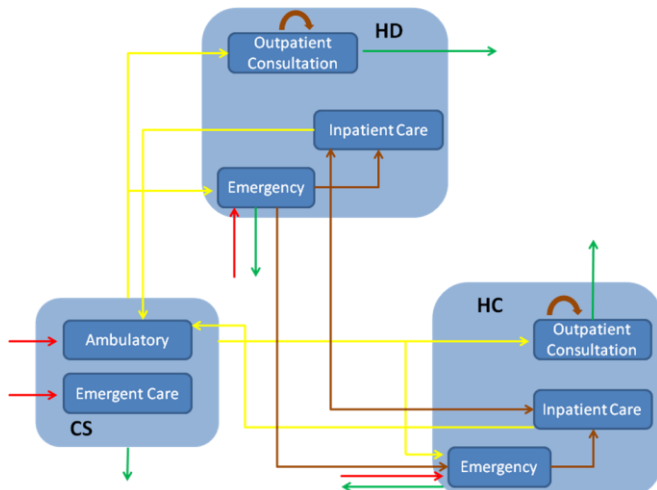 HD
Outpatient
Consultation
Inpatient Care
Emergency
Ambulatory
Emergent Care
CS
HC
Outpatient
Consultation
Inpatient Care
Emergency